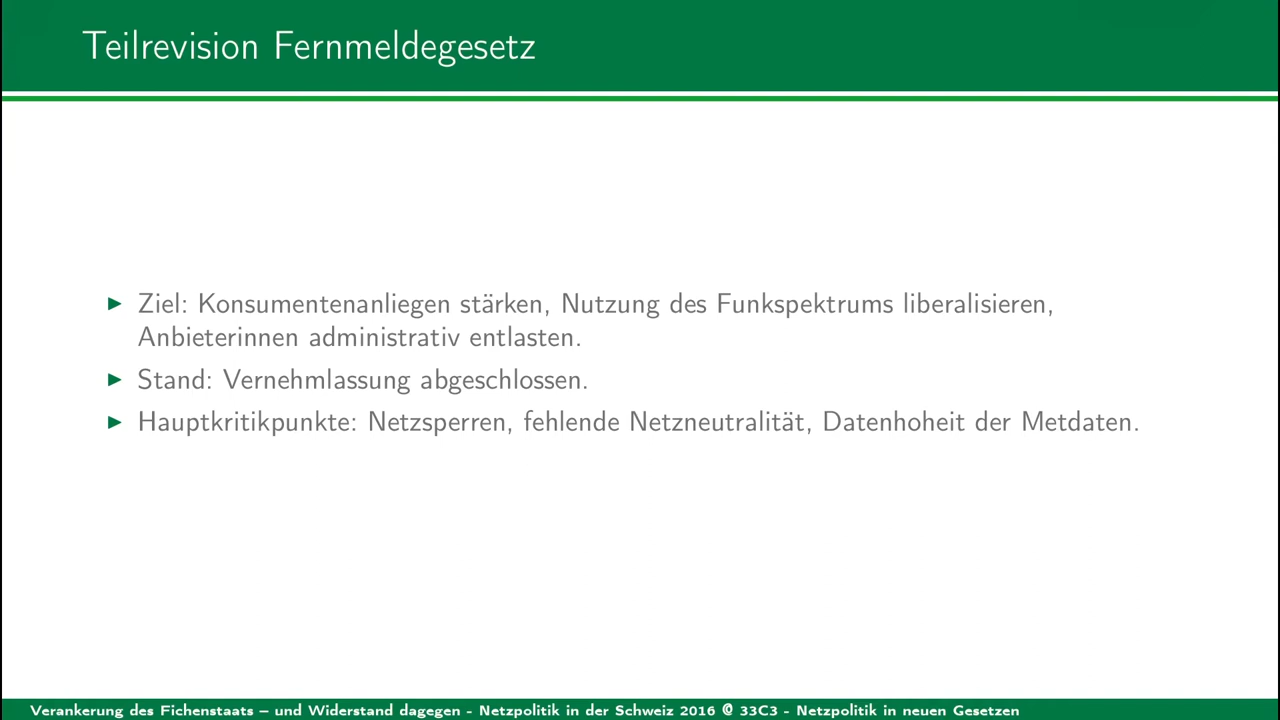 Teilrevision Fernmeldegesetz
▶ Ziel: Konsumentenanliegen stärken, Nutzung des Funkspektrums liberalisieren,
Anbieterinnen administrativ entlasten.
▶ Stand: Vernehmlassung abgeschlossen.
▶ Hauptkritikpunkte: Netzsperren, fehlende Netzneutralität, Datenhoheit der Metdaten.
Verankerung des Fichenstaats – und Widerstand dagegen - Netzpolitik in der Schweiz 2016 @ 33C3 - Netzpolitik in neuen Gesetzen